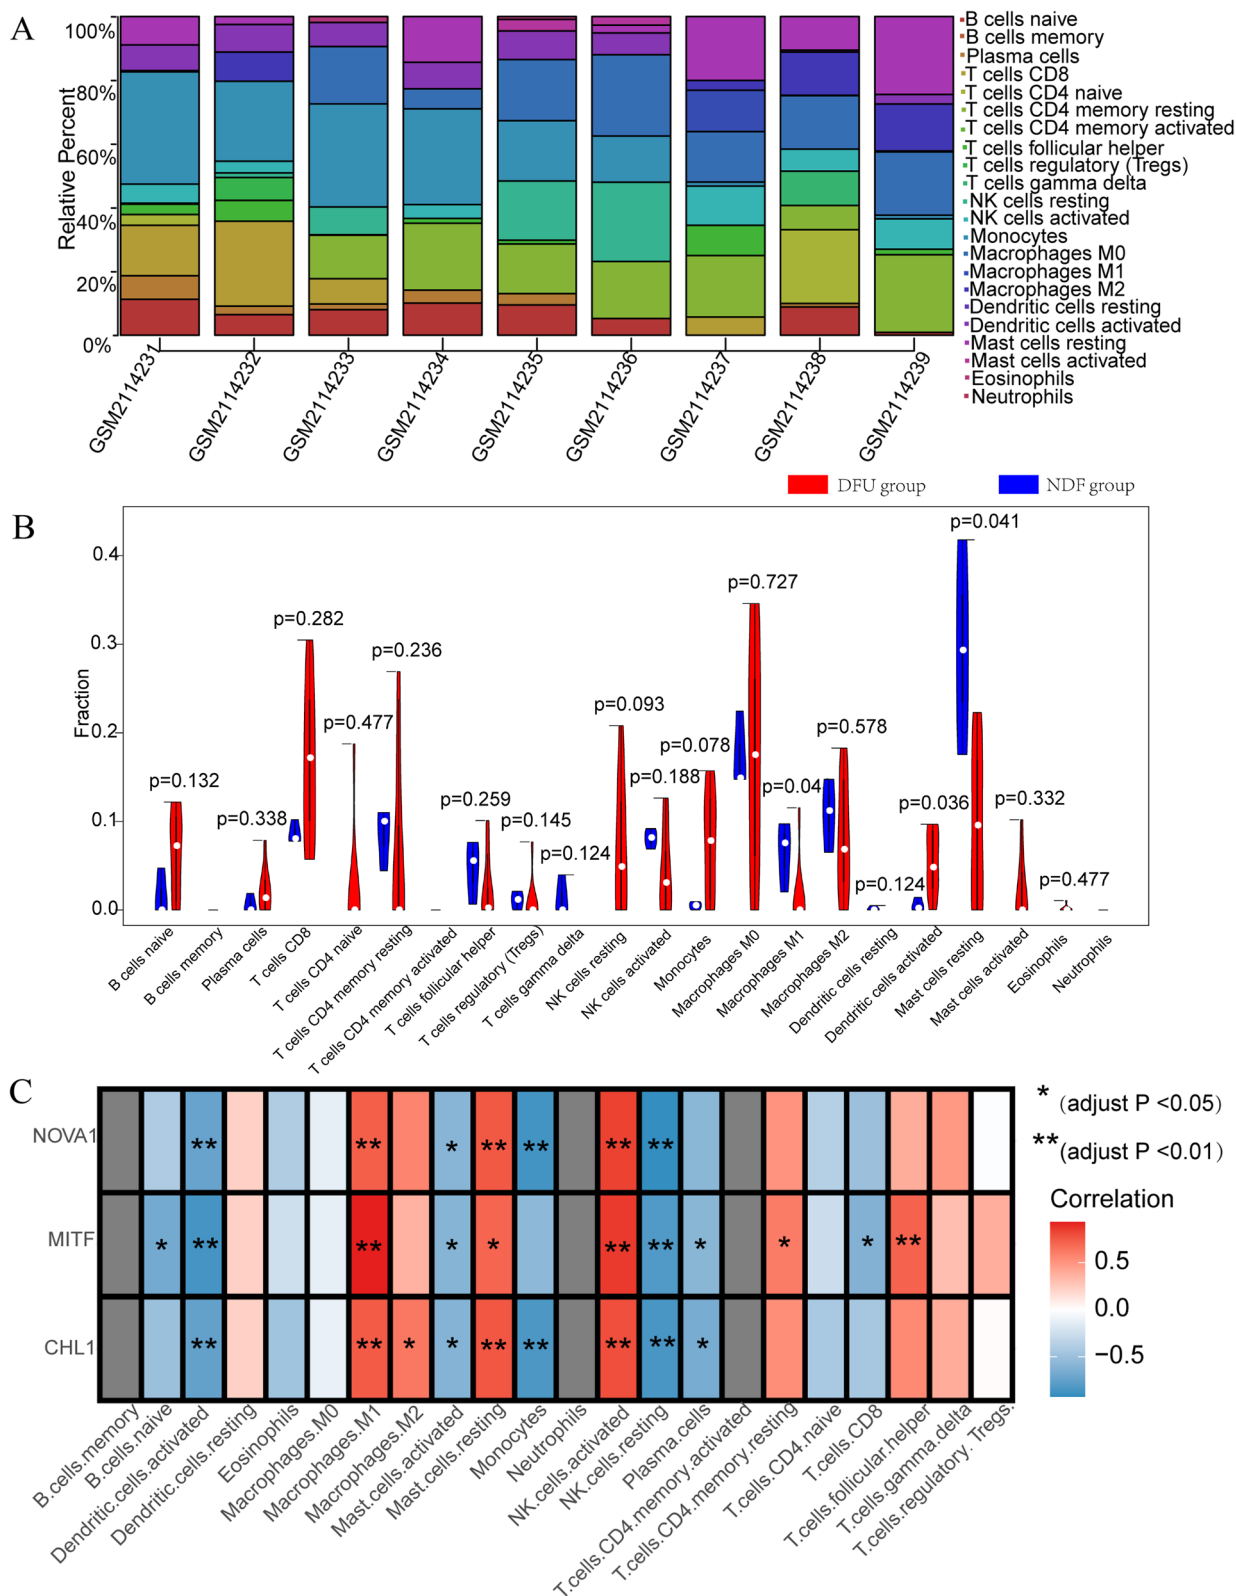 A
100%
80%
60%
40%
20%
0%
Relative Percent
GSM2114231
GSM2114232
GSM2114233
GSM2114234
GSM2114235
GSM2114236
GSM2114237
GSM2114238
GSM2114239
B cells naive
B cells memory
Plasma cells
T cells CD8
T cells CD4 naive
T cells CD4 memory resting
T cells CD4 memory activated
T cells follicular helper
T cells regulatory (Tregs)
T cells gamma delta
NK cells resting
NK cells activated
Monocytes
Macrophages M0
Macrophages M1
Macrophages M2
Dendritic cells resting
Dendritic cells activated
Mast cells resting
Mast cells activated
Eosinophils
Neutrophils
DFU group
NDF group
B
0.4
0.3
0.2
0.1
0.0
Fraction
p=0.132
p=0.338
p=0.282
p=0.477
p=0.236
p=0.259
p=0.145
p=0.124
p=0.093
p=0.188
p=0.078
p=0.727
p=0.04
p=0.578
p=0.124
p=0.036
p=0.041
p=0.332
p=0.477
B cells naive
B cells memory
Plasma cells
T cells CD8
T cells CD4 naive
T cells CD4 memory resting
T cells CD4 memory activated
T cells follicular helper
T cells regulatory (Tregs)
T cells gamma delta
NK cells resting
NK cells activated
Monocytes
Macrophages M0
Macrophages M1
Macrophages M2
Dendritic cells resting
Dendritic cells activated
Mast cells resting
Mast cells activated
Eosinophils
Neutrophils
C
NOVA1
** ** * ** ** ** **
MITF
* ** ** * * ** ** * * * **
CHL1
** ** * * ** ** ** ** *
B.cells.memory
B.cells.naive
Dendritic.cells.activated
Dendritic.cells.resting
Eosinophils
Macrophages.M0
Macrophages.M1
Macrophages.M2
Mast.cells.activated
Mast.cells.resting
Monocytes
Neutrophils
NK.cells.activated
NK.cells.resting
Plasma.cells
T.cells.CD4.memory.activated
T.cells.CD4.memory.resting
T.cells.CD4.naive
T.cells.CD8
T.cells.follicular.helper
T.cells.gamma.delta
T.cells.regulatory. Tregs.
* (adjust P <0.05)
** (adjust P <0.01)
Correlation
0.5
0.0
−0.5